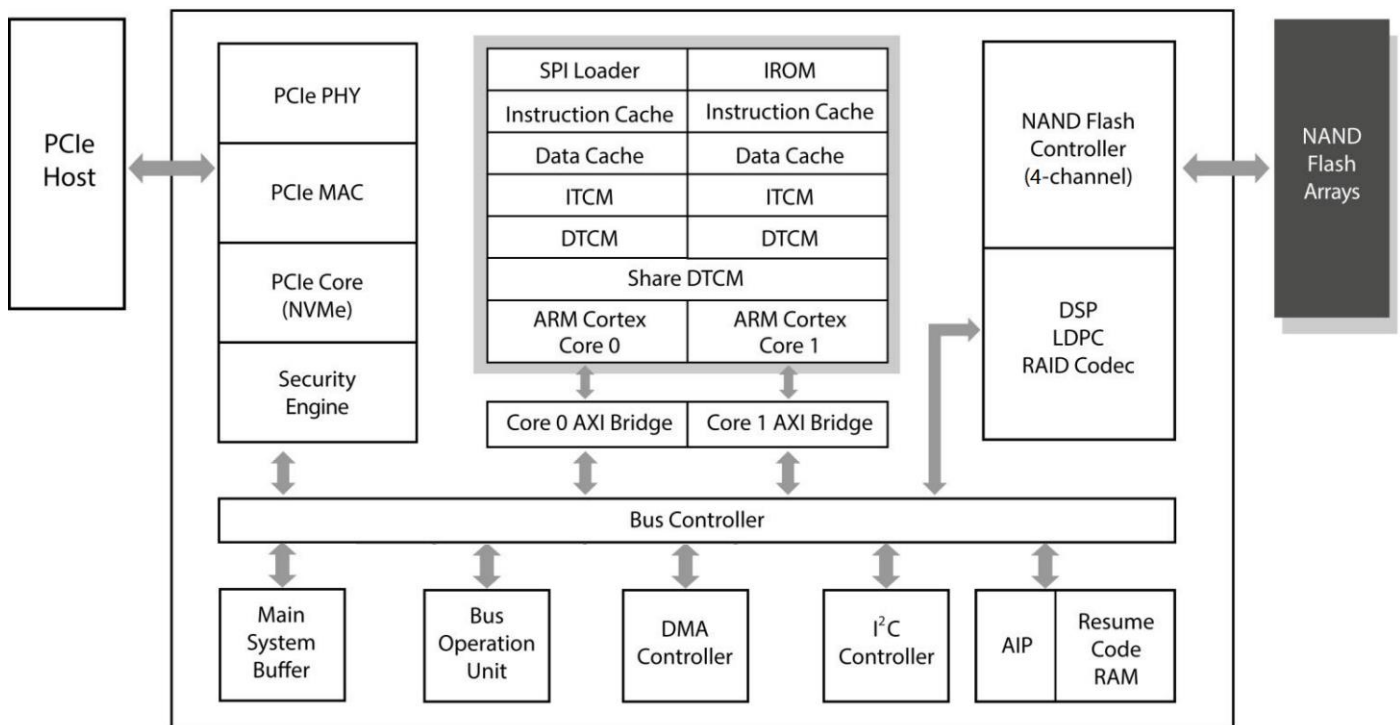 PCIe
Host
PCIe PHY
PCIe MAC
PCIe Core
(NVMe)
Security
Engine
SPI Loader
IROM
Instruction Cache
Instruction Cache
Data Cache
Data Cache
ITCM
ITCM
DTCM
DTCM
Share DTCM
ARM Cortex
Core 0
ARM Cortex
Core 1
Core 0 AXI Bridge
Core 1 AXI Bridge
NAND Flash
Controller
(4-channel)
DSP
LDPC
RAID Codec
NAND
Flash
Arrays
Bus Controller
Main
System
Buffer
Bus
Operation
Unit
DMA
Controller
I²C
Controller
AIP
Resume
Code
RAM